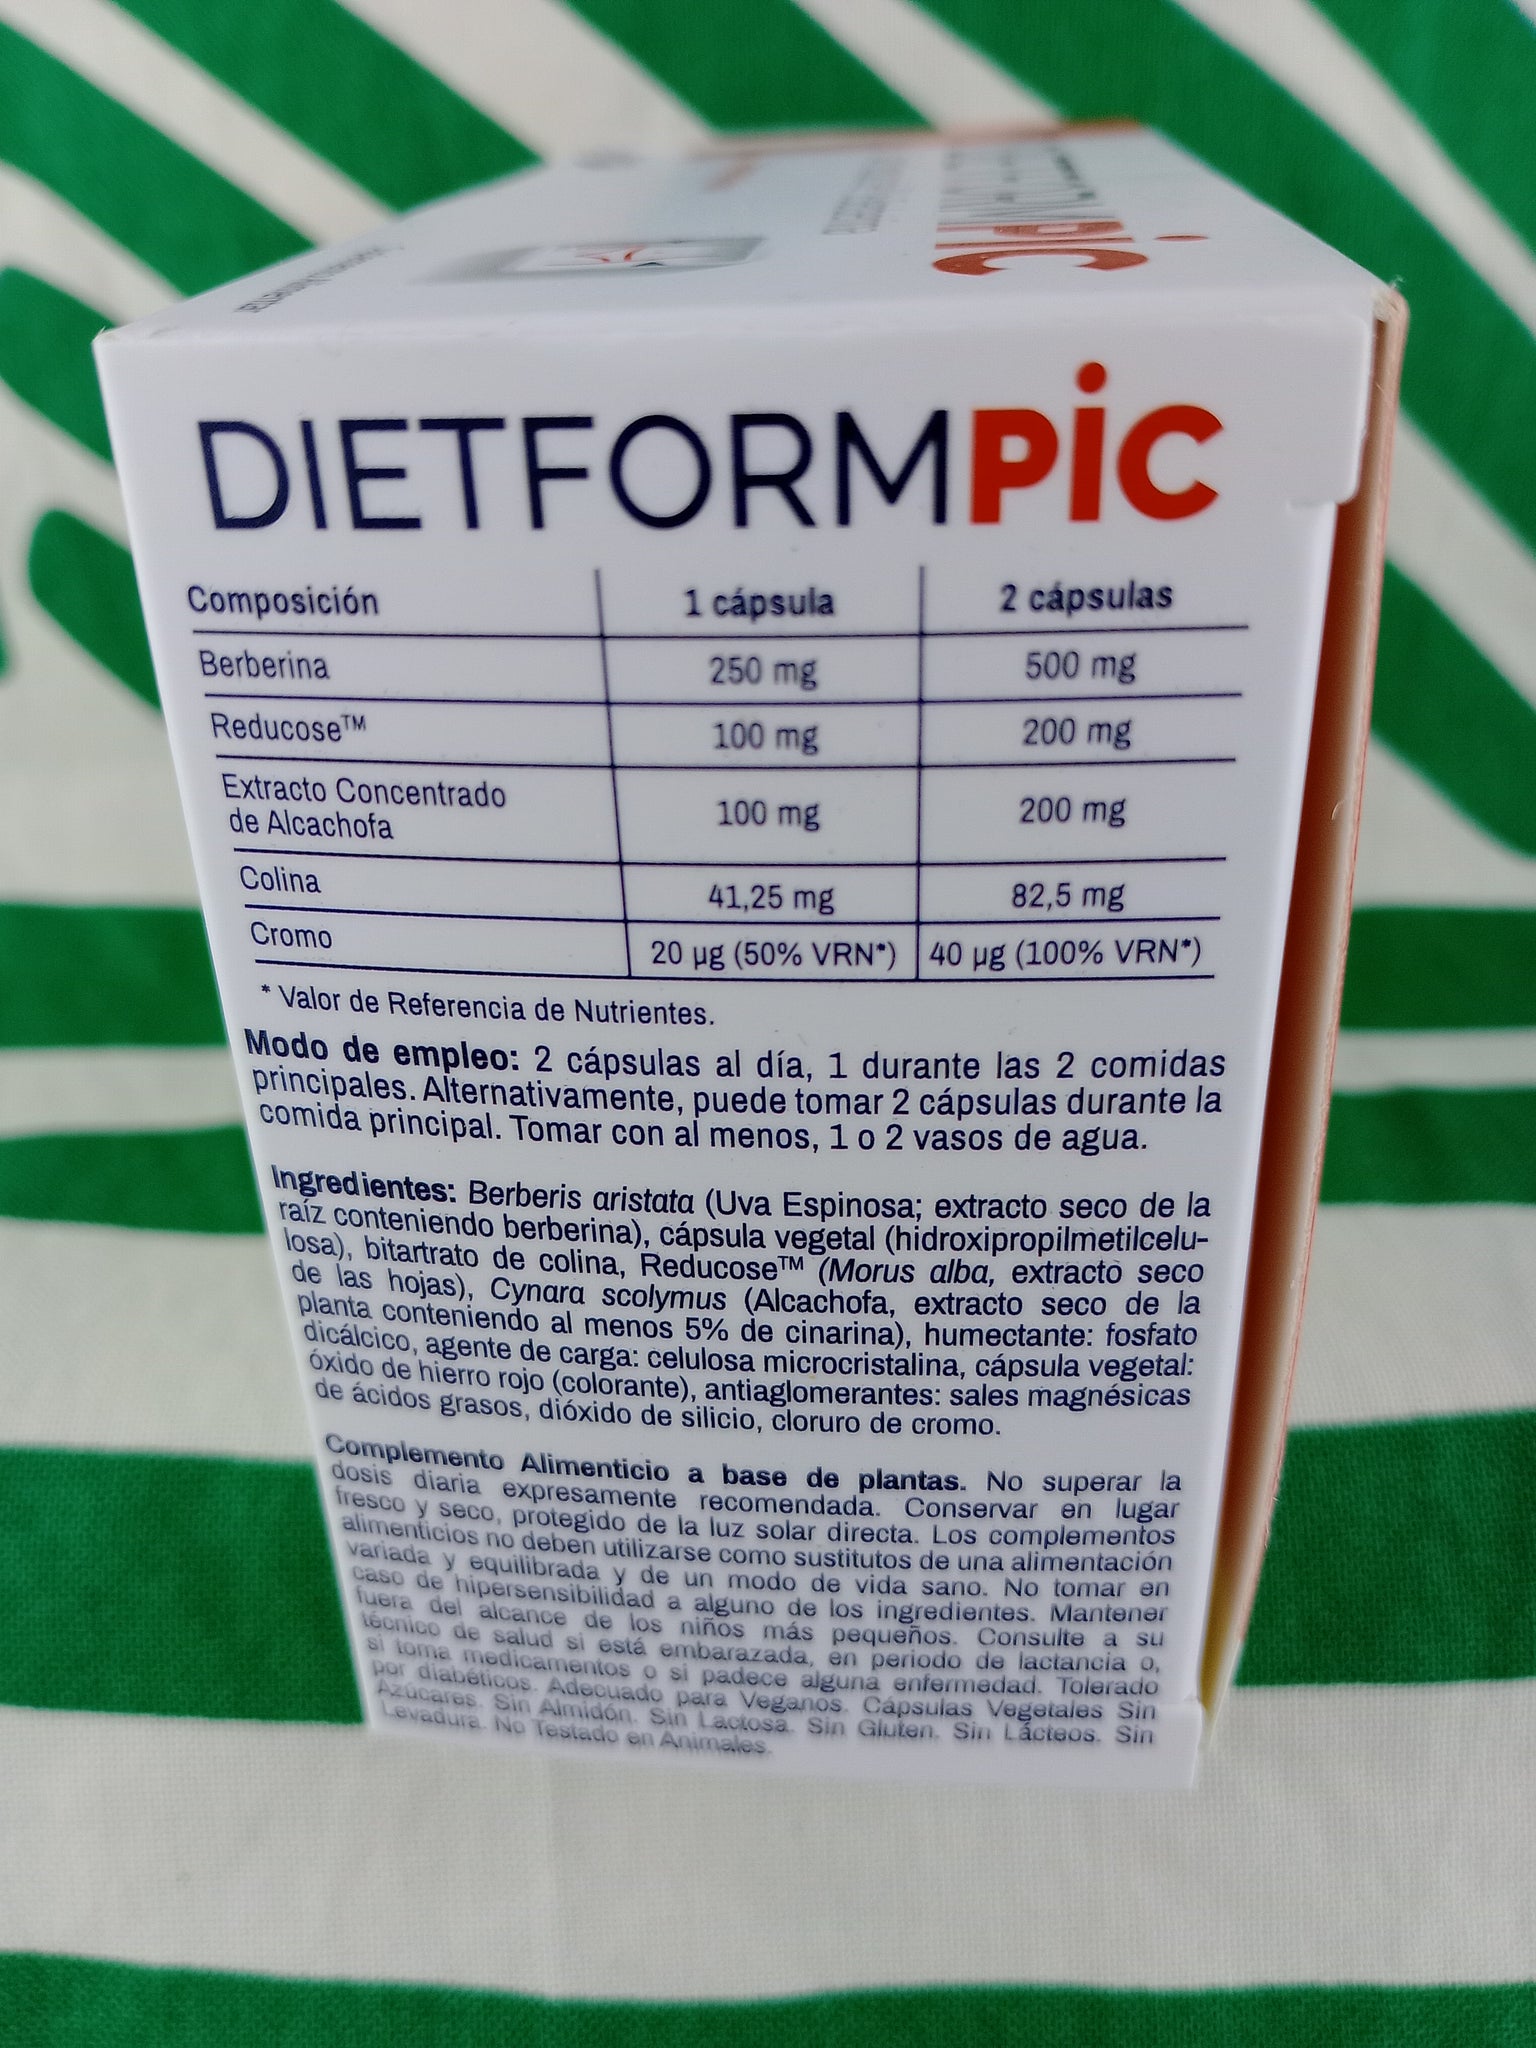 DIETFORMPiC
Composición 1 cápsula 2 cápsulas
Berberina 250 mg 500 mg
Reducose™ 100 mg 200 mg
Extracto Concentrado
de Alcachofa 100 mg 200 mg
Colina 41,25 mg 82,5 mg
Cromo 20 µg (50% VRN*) 40 µg (100% VRN*)
* Valor de Referencia de Nutrientes.
Modo de empleo: 2 cápsulas al día, 1 durante las 2 comidas
principales. Alternativamente, puede tomar 2 cápsulas durante la
comida principal. Tomar con al menos, 1 o 2 vasos de agua.
Ingredientes: Berberis aristata (Uva Espinosa; extracto seco de la
raíz conteniendo berberina), cápsula vegetal (hidroxipropilmetilcelu-
losa), bitartrato de colina, Reducose™ (Morus alba, extracto seco
de las hojas), Cynara scolymus (Alcachofa, extracto seco de la
planta conteniendo al menos 5% de cinarina), humectante: fosfato
dicálcico, agente de carga: celulosa microcristalina, cápsula vegetal:
óxido de hierro rojo (colorante), antiaglomerantes: sales magnésicas
de ácidos grasos, dióxido de silicio, cloruro de cromo.
Complemento Alimenticio a base de plantas. No superar la
dosis diaria expresamente recomendada. Conservar en lugar
fresco y seco, protegido de la luz solar directa. Los complementos
alimenticios no deben utilizarse como sustitutos de una alimentación
variada y equilibrada y de un modo de vida sano. No tomar en
caso de hipersensibilidad a alguno de los ingredientes. Mantener
fuera del alcance de los niños más pequeños. Consulte a su
técnico de salud si está embarazada, en periodo de lactancia o,
si toma medicamentos o si padece alguna enfermedad. Tolerado
por diabéticos. Adecuado para Veganos. Cápsulas Vegetales Sin
Azúcares. Sin Almidón. Sin Lactosa. Sin Gluten. Sin Lácteos. Sin
Levadura. No Testado en Animales.